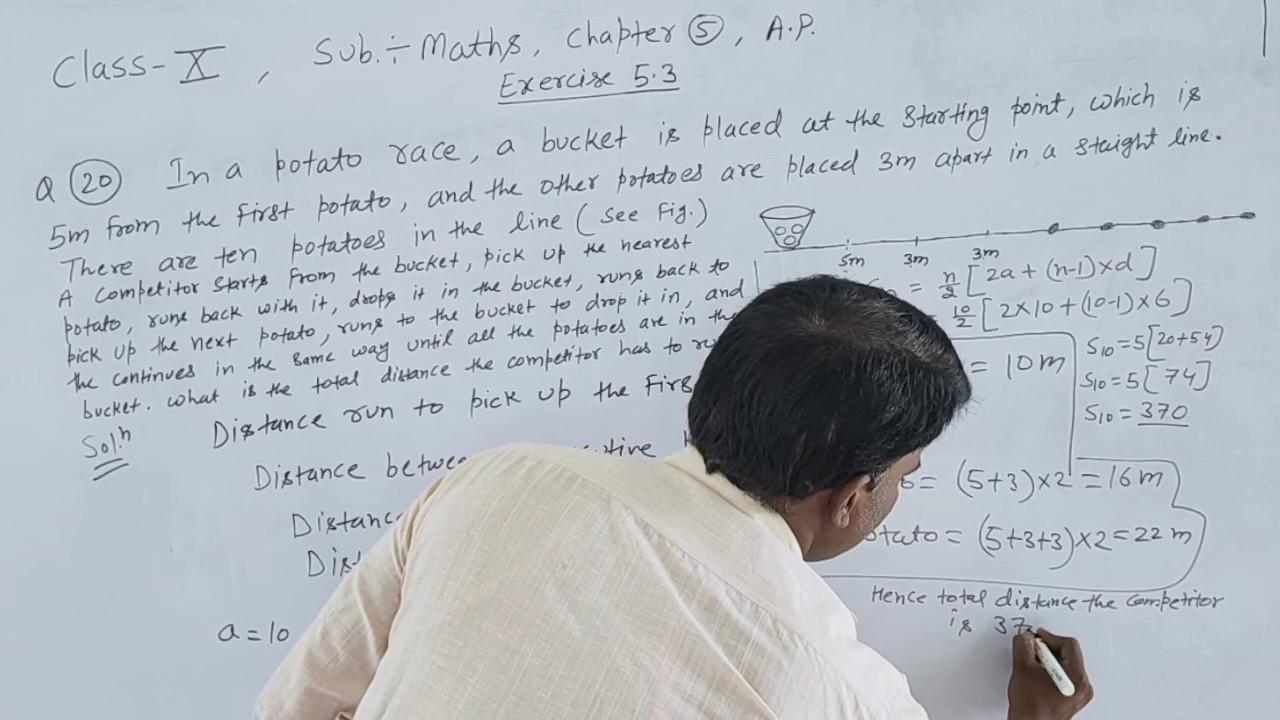 Class-X, Sub.÷ Maths, Chapter 5, A.P.
Exercise 5.3
Q 20 In a potato race, a bucket is placed at the starting point, which is
5m from the first potato, and the other potatoes are placed 3m apart in a staight line.
There are ten potatoes in the line (See Fig.)
A Competitor starts from the bucket, pick up the nearest
potato, runs back with it, drops it in the bucket, runs back to
pick up the next potato, runs to the bucket to drop it in, and
the continues in the same way until all the potatoes are in the
bucket. What is the total distance the competitor has to
5m 3m 3m
= n/2 [2a + (n-1)×d]
10/2 [2×10 + (10-1)×6]
S₁₀ = 5[20+54]
S₁₀ = 5[74]
S₁₀ = 370
Solⁿ
Distance run to pick up the
= 10m
Distance
= (5+3)×2 = 16m
= (5+3+3)×2 = 22 m
a = 10
Hence total distance the Competitor
is